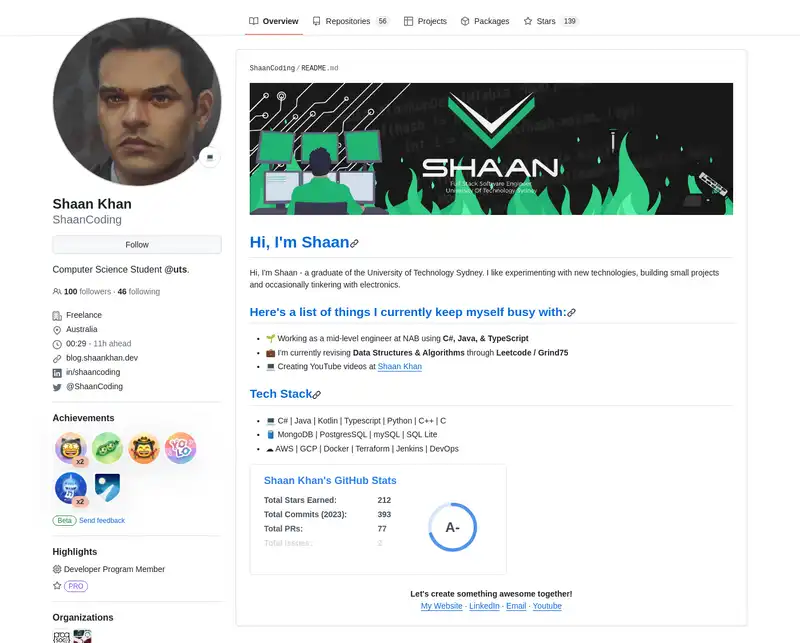 Overview
Repositories 56
Projects
Packages
Stars 139
Shaan Khan
ShaanCoding
Follow
Computer Science Student @uts.
100 followers · 46 following
Freelance
Australia
00:29 - 11h ahead
blog.shaankhan.dev
in/shaancoding
@ShaanCoding
Achievements
x2
YOLO
x2
Beta Send feedback
Highlights
Developer Program Member
PRO
Organizations
ShaanCoding / README.md
SHAAN
Full Stack Software Engineer
University Of Technology Sydney
Hi, I'm Shaan
Hi, I'm Shaan - a graduate of the University of Technology Sydney. I like experimenting with new technologies, building small projects
and occasionally tinkering with electronics.
Here's a list of things I currently keep myself busy with:
🌱 Working as a mid-level engineer at NAB using C#, Java, & TypeScript
💼 I'm currently revising Data Structures & Algorithms through Leetcode / Grind75
💻 Creating YouTube videos at Shaan Khan
Tech Stack
💻 C# | Java | Kotlin | Typescript | Python | C++ | C
🛢 MongoDB | PostgreSQL | mySQL | SQL Lite
☁ AWS | GCP | Docker | Terraform | Jenkins | DevOps
Shaan Khan's GitHub Stats
Total Stars Earned: 212
Total Commits (2023): 393
Total PRs: 77
Total Issues: 2
A-
Let's create something awesome together!
My Website · LinkedIn · Email · Youtube